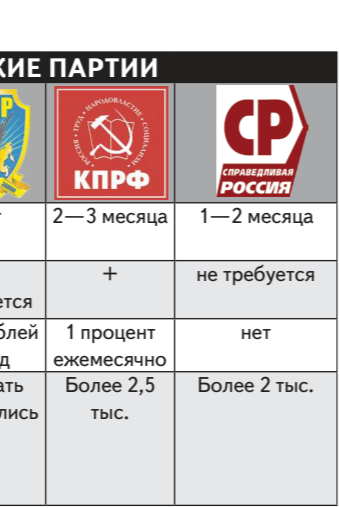 КИЕ ПАРТИИ
Р
РОССИЯ • ТРУД • НАРОДОВЛАСТИЕ • СОЦИАЛИЗМ
КПРФ
СР
СПРАВЕДЛИВАЯ
РОССИЯ
2—3 месяца
1—2 месяца
+
не требуется
ется
блей
1 процент
нет
д
ежемесячно
ать
Более 2,5
Более 2 тыс.
лись
тыс.